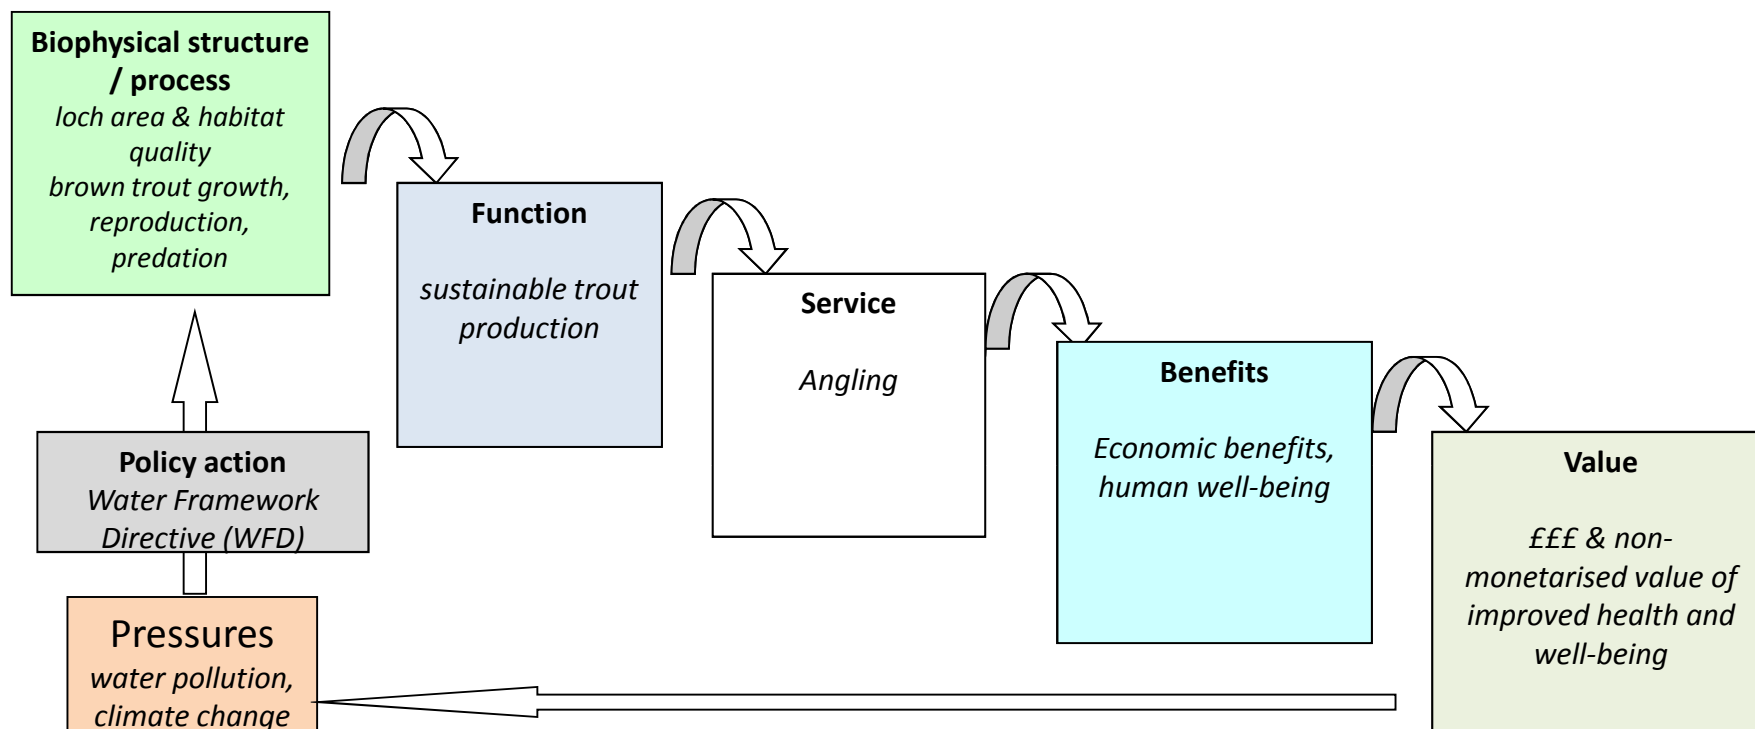 Biophysical structure
/ process
loch area & habitat
quality
brown trout growth,
reproduction,
predation
Function
sustainable trout
production
Service
Angling
Benefits
Economic benefits,
human well-being
Value
£££ & non-
monetarised value of
improved health and
well-being
Policy action
Water Framework
Directive (WFD)
Pressures
water pollution,
climate change